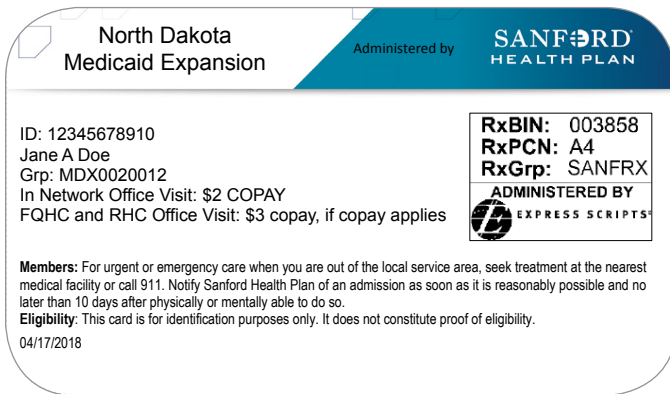 North Dakota
Medicaid Expansion
Administered by
SANFORD
HEALTH PLAN
ID: 12345678910
Jane A Doe
Grp: MDX0020012
In Network Office Visit: $2 COPAY
FQHC and RHC Office Visit: $3 copay, if copay applies
RxBIN: 003858
RxPCN: A4
RxGrp: SANFRX
ADMINISTERED BY
EXPRESS SCRIPTS®
Members: For urgent or emergency care when you are out of the local service area, seek treatment at the nearest
medical facility or call 911. Notify Sanford Health Plan of an admission as soon as it is reasonably possible and no
later than 10 days after physically or mentally able to do so.
Eligibility: This card is for identification purposes only. It does not constitute proof of eligibility.
04/17/2018